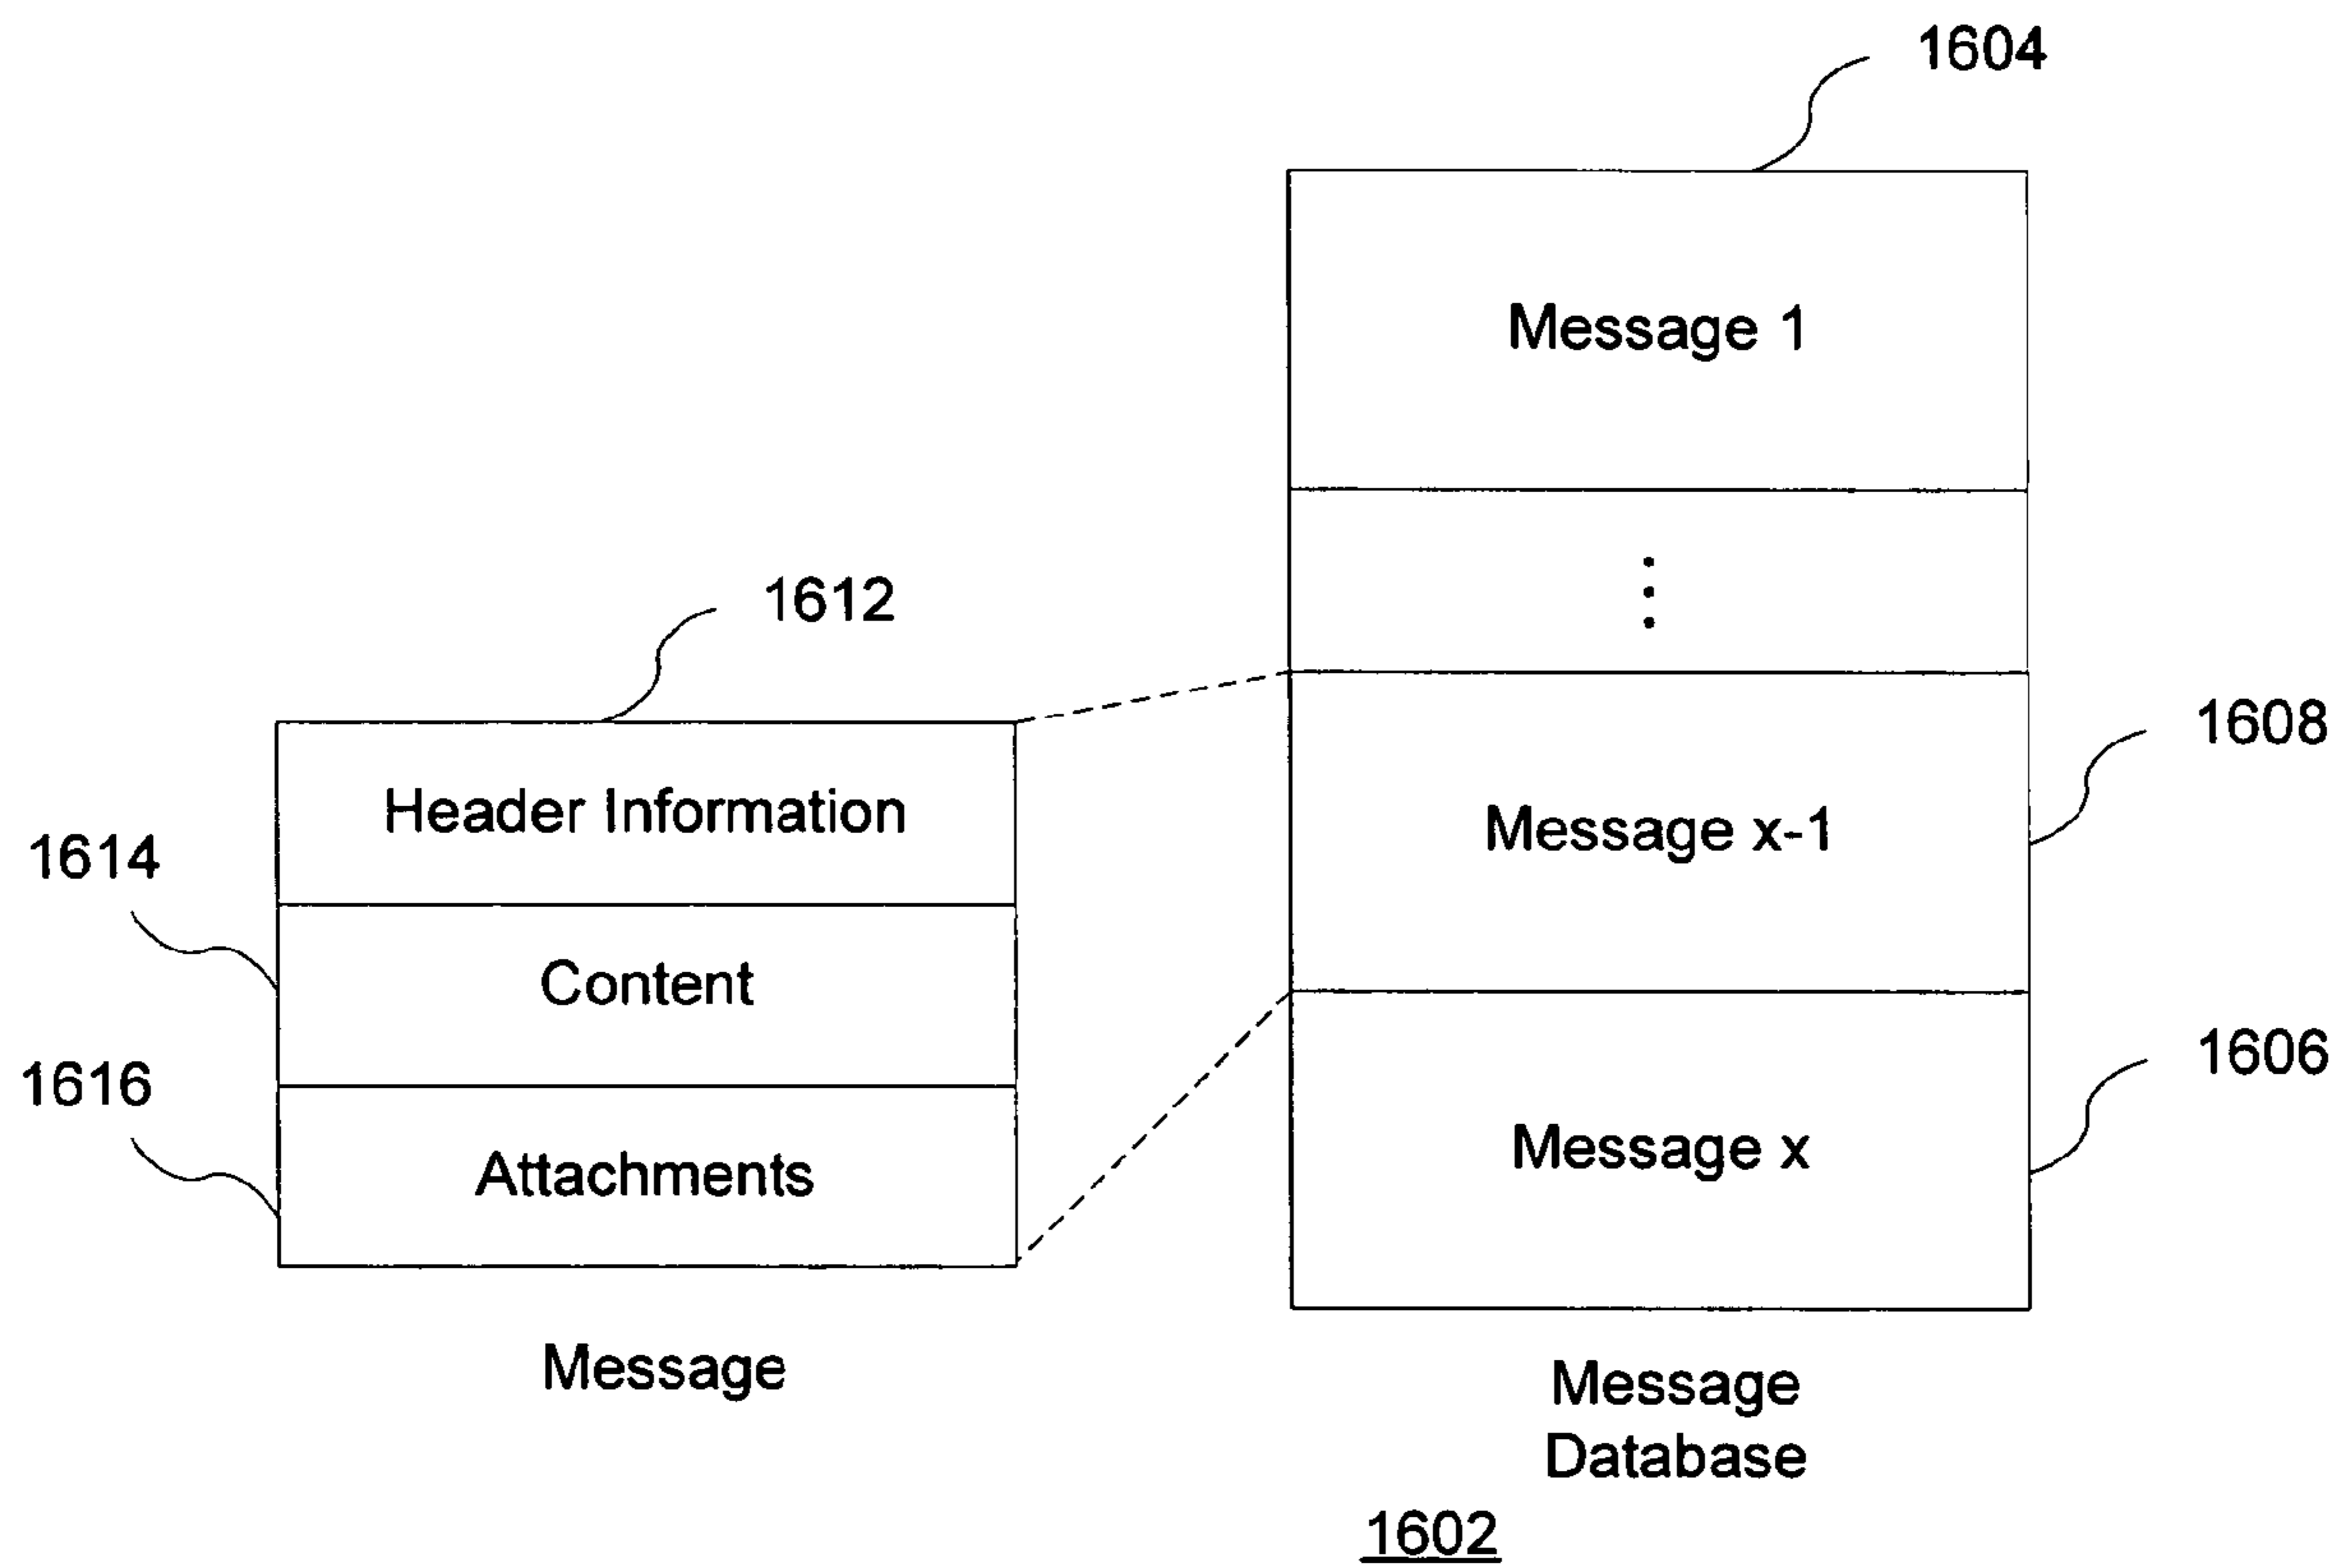 1604
Message 1
1612
1608
Header Information
Message x-1
1614
Content
1606
1616
Attachments
Message x
Message
Message
Database
1602